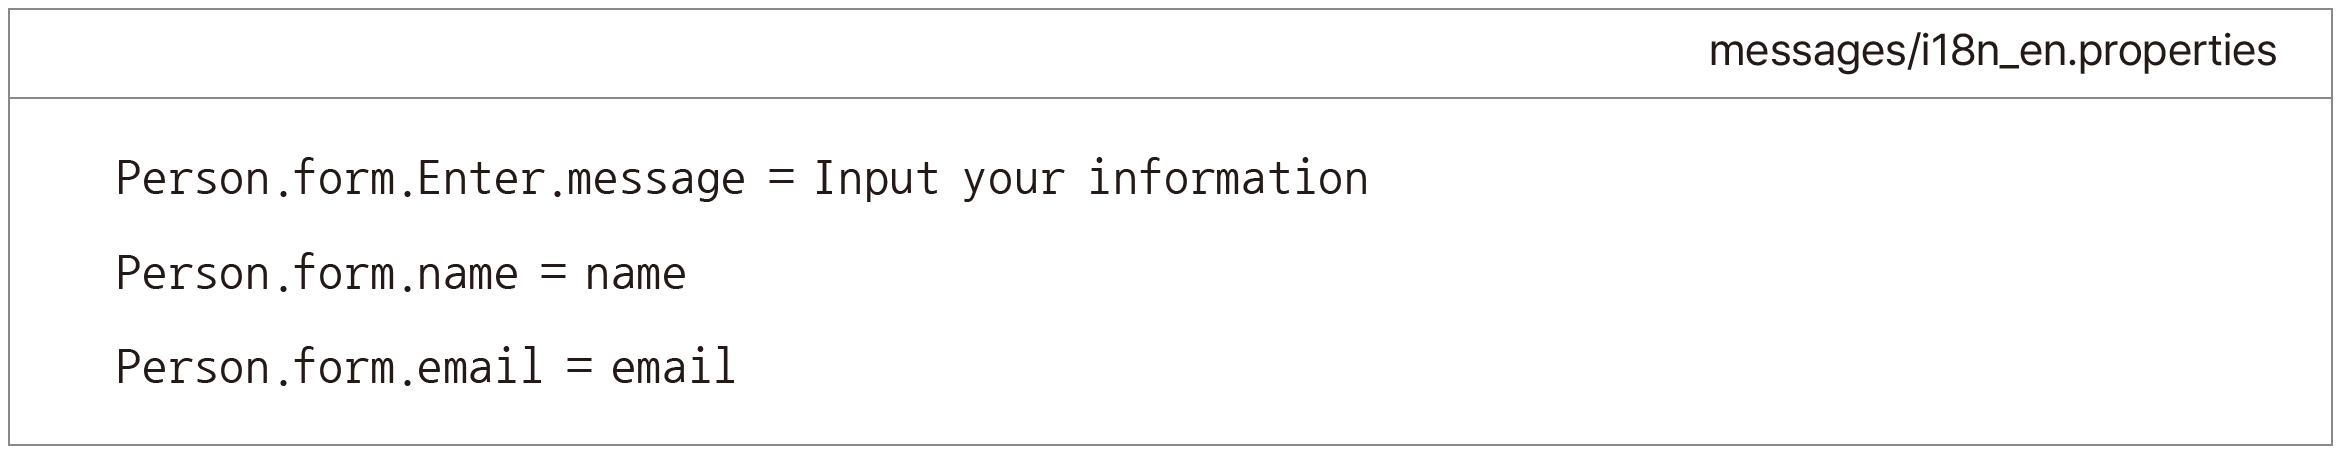 messages/i18n_en.properties
Person.form.Enter.message = Input your information
Person.form.name = name
Person.form.email = email